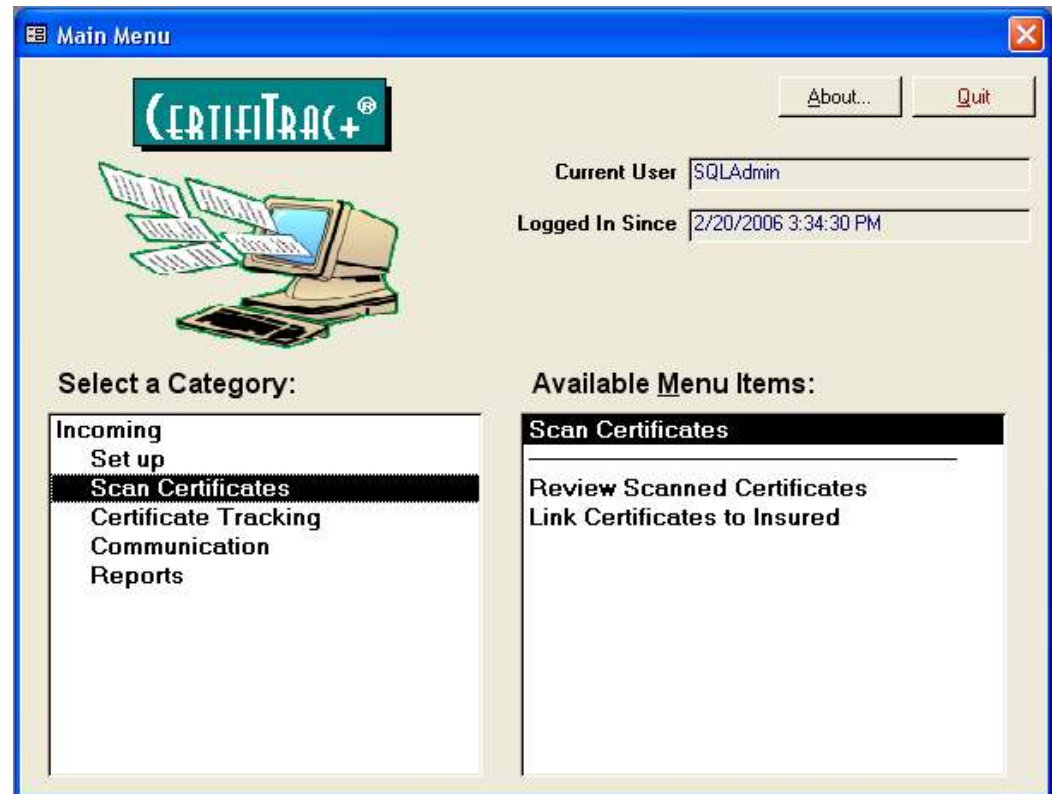 Main Menu
CERTIFITRAC+®
About...
Quit
Current User SQLAdmin
Logged In Since 2/20/2006 3:34:30 PM
Select a Category:
Available Menu Items:
Incoming
Set up
Scan Certificates
Certificate Tracking
Communication
Reports
Scan Certificates
Review Scanned Certificates
Link Certificates to Insured